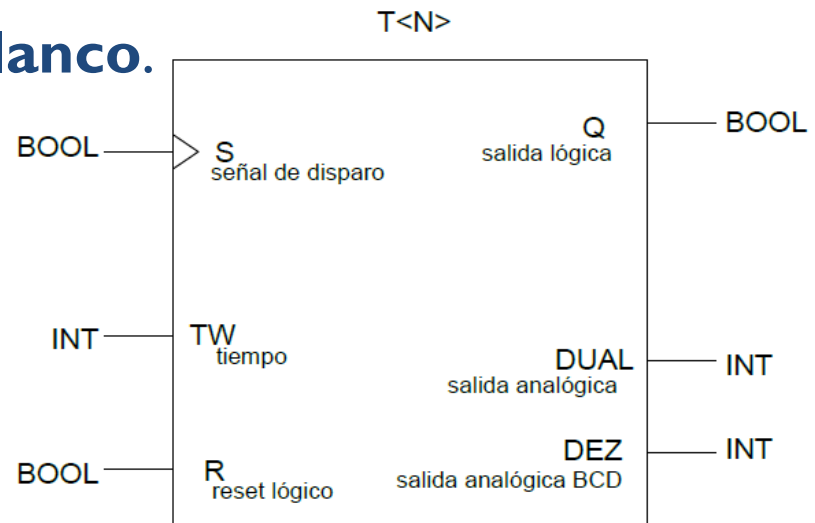 T<N>
lanco.
BOOL
S
señal de disparo
Q
salida lógica
BOOL
INT
TW
tiempo
DUAL
salida analógica
INT
BOOL
R
reset lógico
DEZ
salida analógica BCD
INT